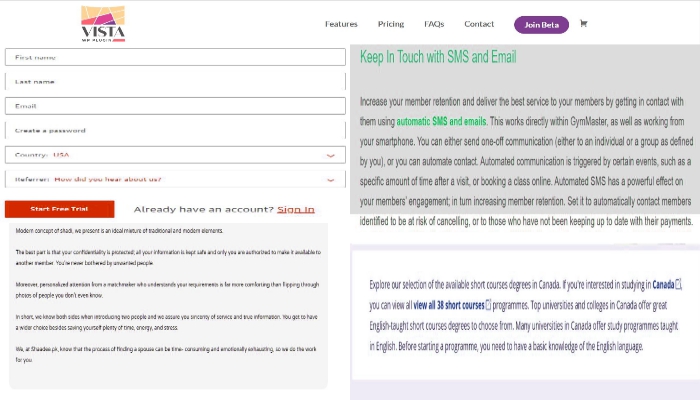 VISTA
WP PLUGIN
Features
Pricing
FAQs
Contact
Join Beta
First name
Last name
Email
Create a password
Country: USA
Referrer: How did you hear about us?
Start Free Trial
Already have an account? Sign In
Modern concept of shadi, we present is an ideal mixture of traditional and modern elements.
The best part is that your confidentiality is protected; all your information is kept safe and only you are authorized to make it available to
another member. You're never bothered by unwanted people.
Moreover, personalized attention from a matchmaker who understands your requirements is far more comforting then flipping through
photos of people you don't even know.
In short, we know both sides when introducing two people and we assure you sincerity of service and true information. You get to have
a wider choice besides saving yourself plenty of time, energy, and stress.
We, at Shaadee.pk, know that the process of finding a spouse can be time- consuming and emotionally exhausting, so we do the work
for you.
Keep In Touch with SMS and Email
Increase your member retention and deliver the best service to your members by getting in contact with
them using automatic SMS and emails. This works directly within GymMaster, as well as working from
your smartphone. You can either send one-off communication (either to an individual or a group as defined
by you), or you can automate contact. Automated communication is triggered by certain events, such as a
specific amount of time after a visit, or booking a class online. Automated SMS has a powerful effect on
your members' engagement; in turn increasing member retention. Set it to automatically contact members
identified to be at risk of cancelling, or to those who have not been keeping up to date with their payments.
Explore our selection of the available short courses degrees in Canada. If you're interested in studying in Canada,
you can view all view all 38 short courses programmes. Top universities and colleges in Canada offer great
English-taught short courses degrees to choose from. Many universities in Canada offer study programmes taught
in English. Before starting a programme, you need to have a basic knowledge of the English language.